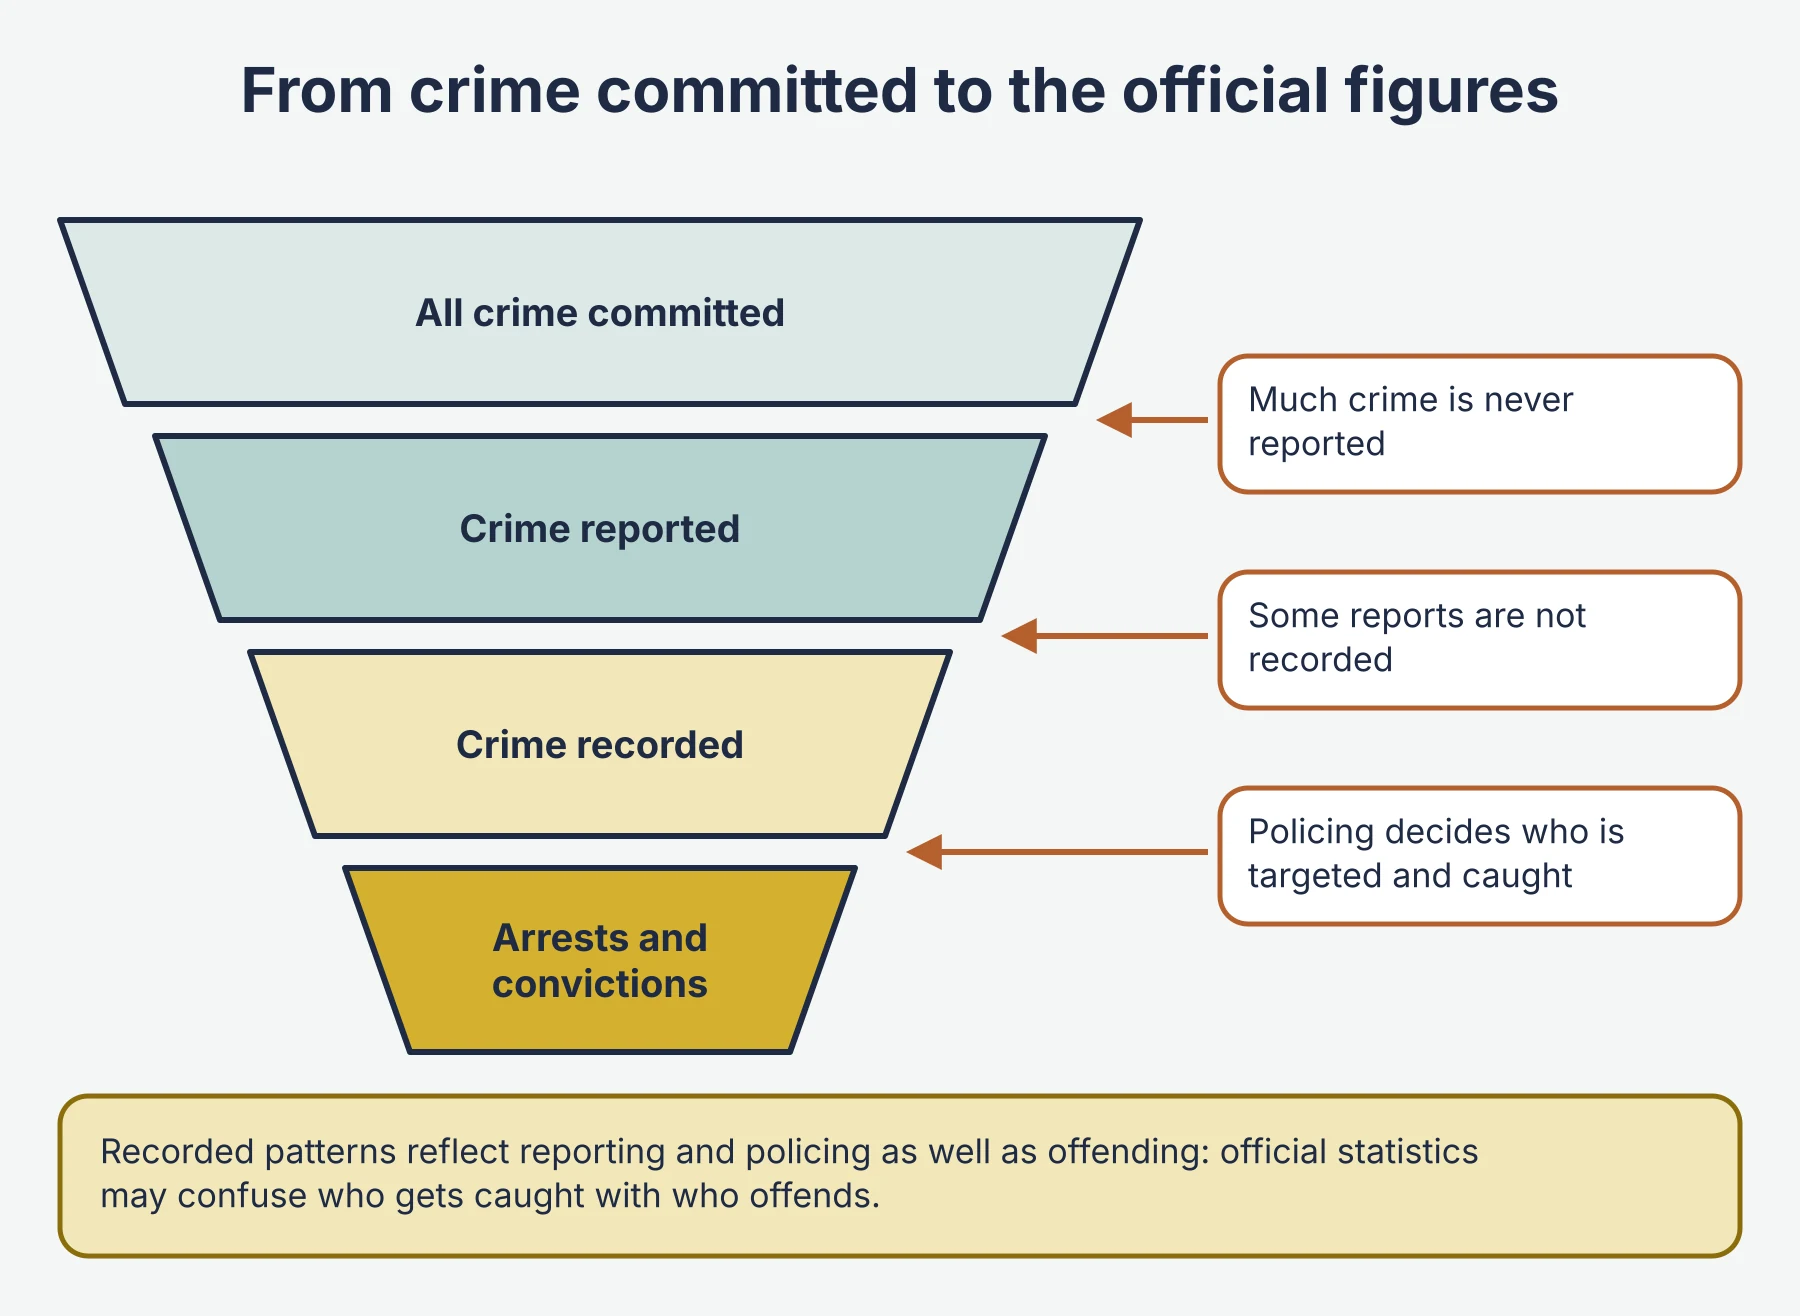 From crime committed to the official figures
All crime committed
Much crime is never
reported
Crime reported
Some reports are not
recorded
Crime recorded
Policing decides who is
targeted and caught
Arrests and
convictions
Recorded patterns reflect reporting and policing as well as offending: official statistics
may confuse who gets caught with who offends.